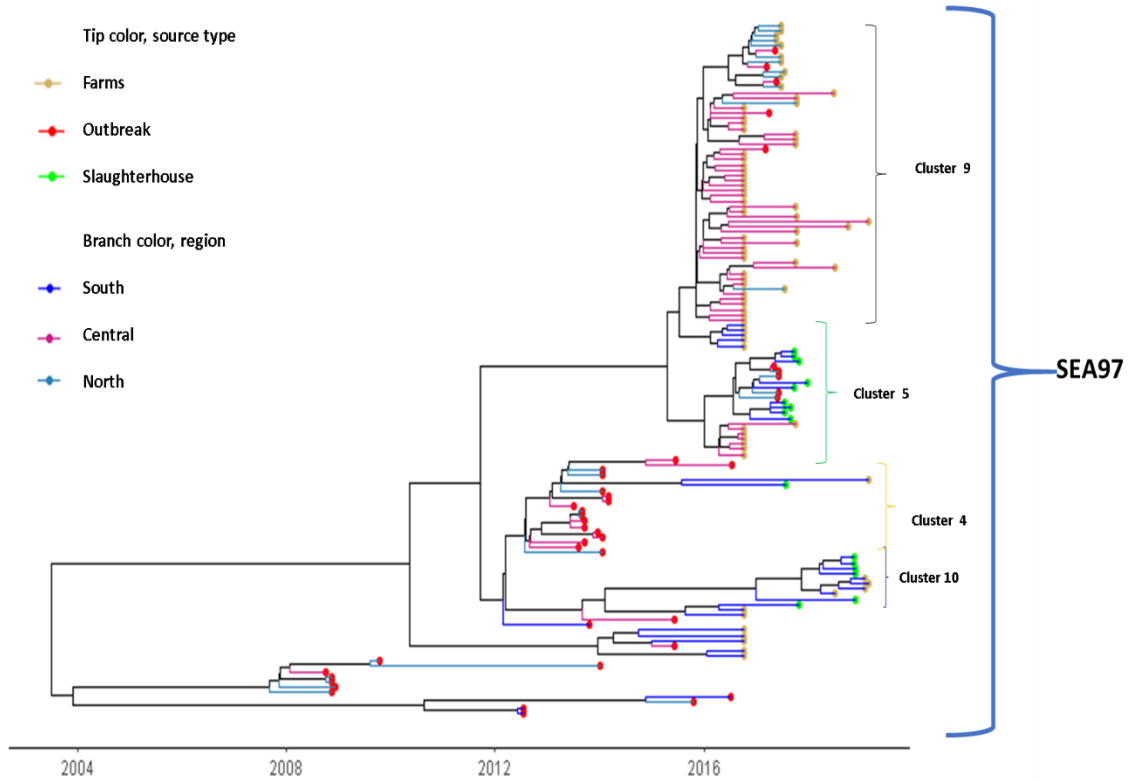 Tip color, source type
Farms
Outbreak
Slaughterhouse
Branch color, region
South
Central
North
Cluster 9
SEA97
Cluster 5
Cluster 4
Cluster 10
2004 2008 2012 2016